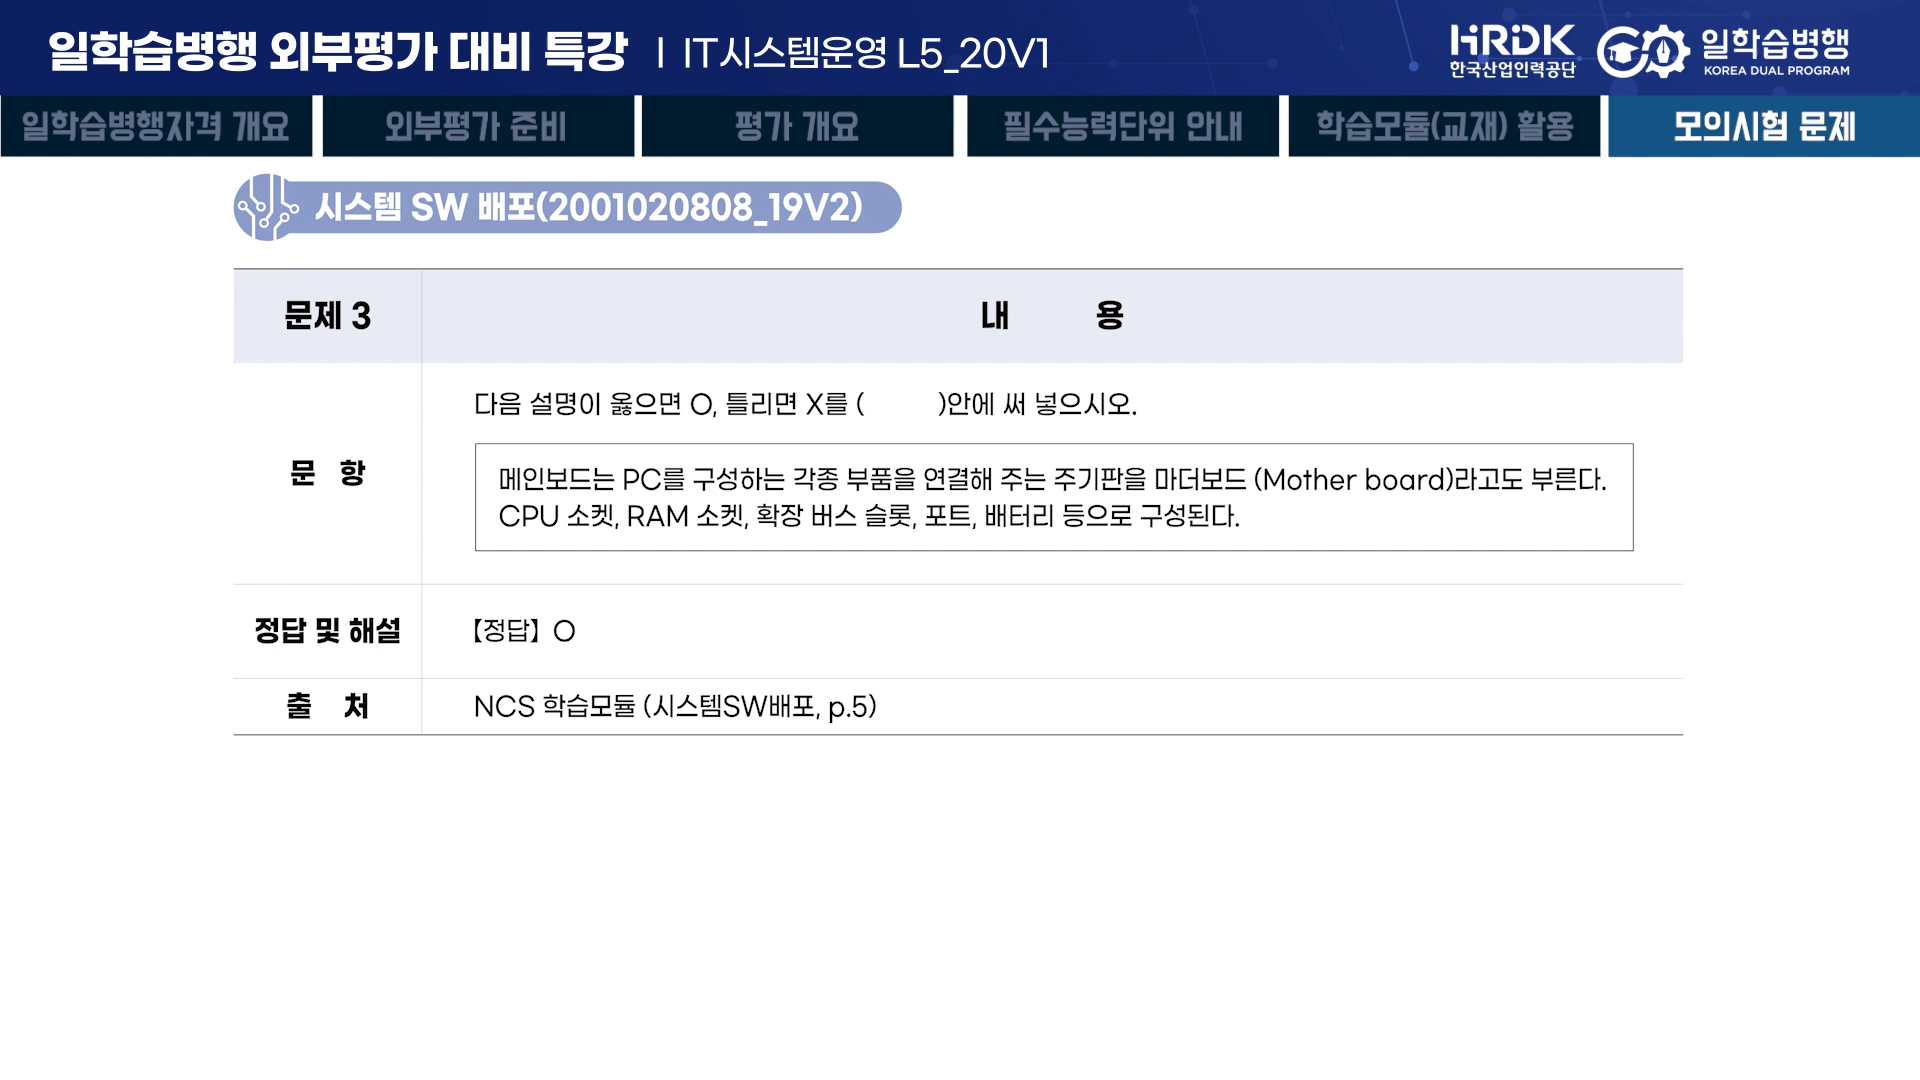 일학습병행 외부평가 대비 특강 | IT시스템운영 L5_20V1
HRDK 한국산업인력공단
일학습병행 KOREA DUAL PROGRAM
일학습병행자격 개요 외부평가 준비 평가 개요 필수능력단위 안내 학습모듈(교재) 활용 모의시험 문제
시스템 SW 배포(2001020808_19V2)
문제 3 내 용
문 항
다음 설명이 옳으면 O, 틀리면 X를 ( )안에 써 넣으시오.
메인보드는 PC를 구성하는 각종 부품을 연결해 주는 주기판을 마더보드 (Mother board)라고도 부른다.
CPU 소켓, RAM 소켓, 확장 버스 슬롯, 포트, 배터리 등으로 구성된다.
정답 및 해설 【정답】 O
출 처 NCS 학습모듈 (시스템SW배포, p.5)